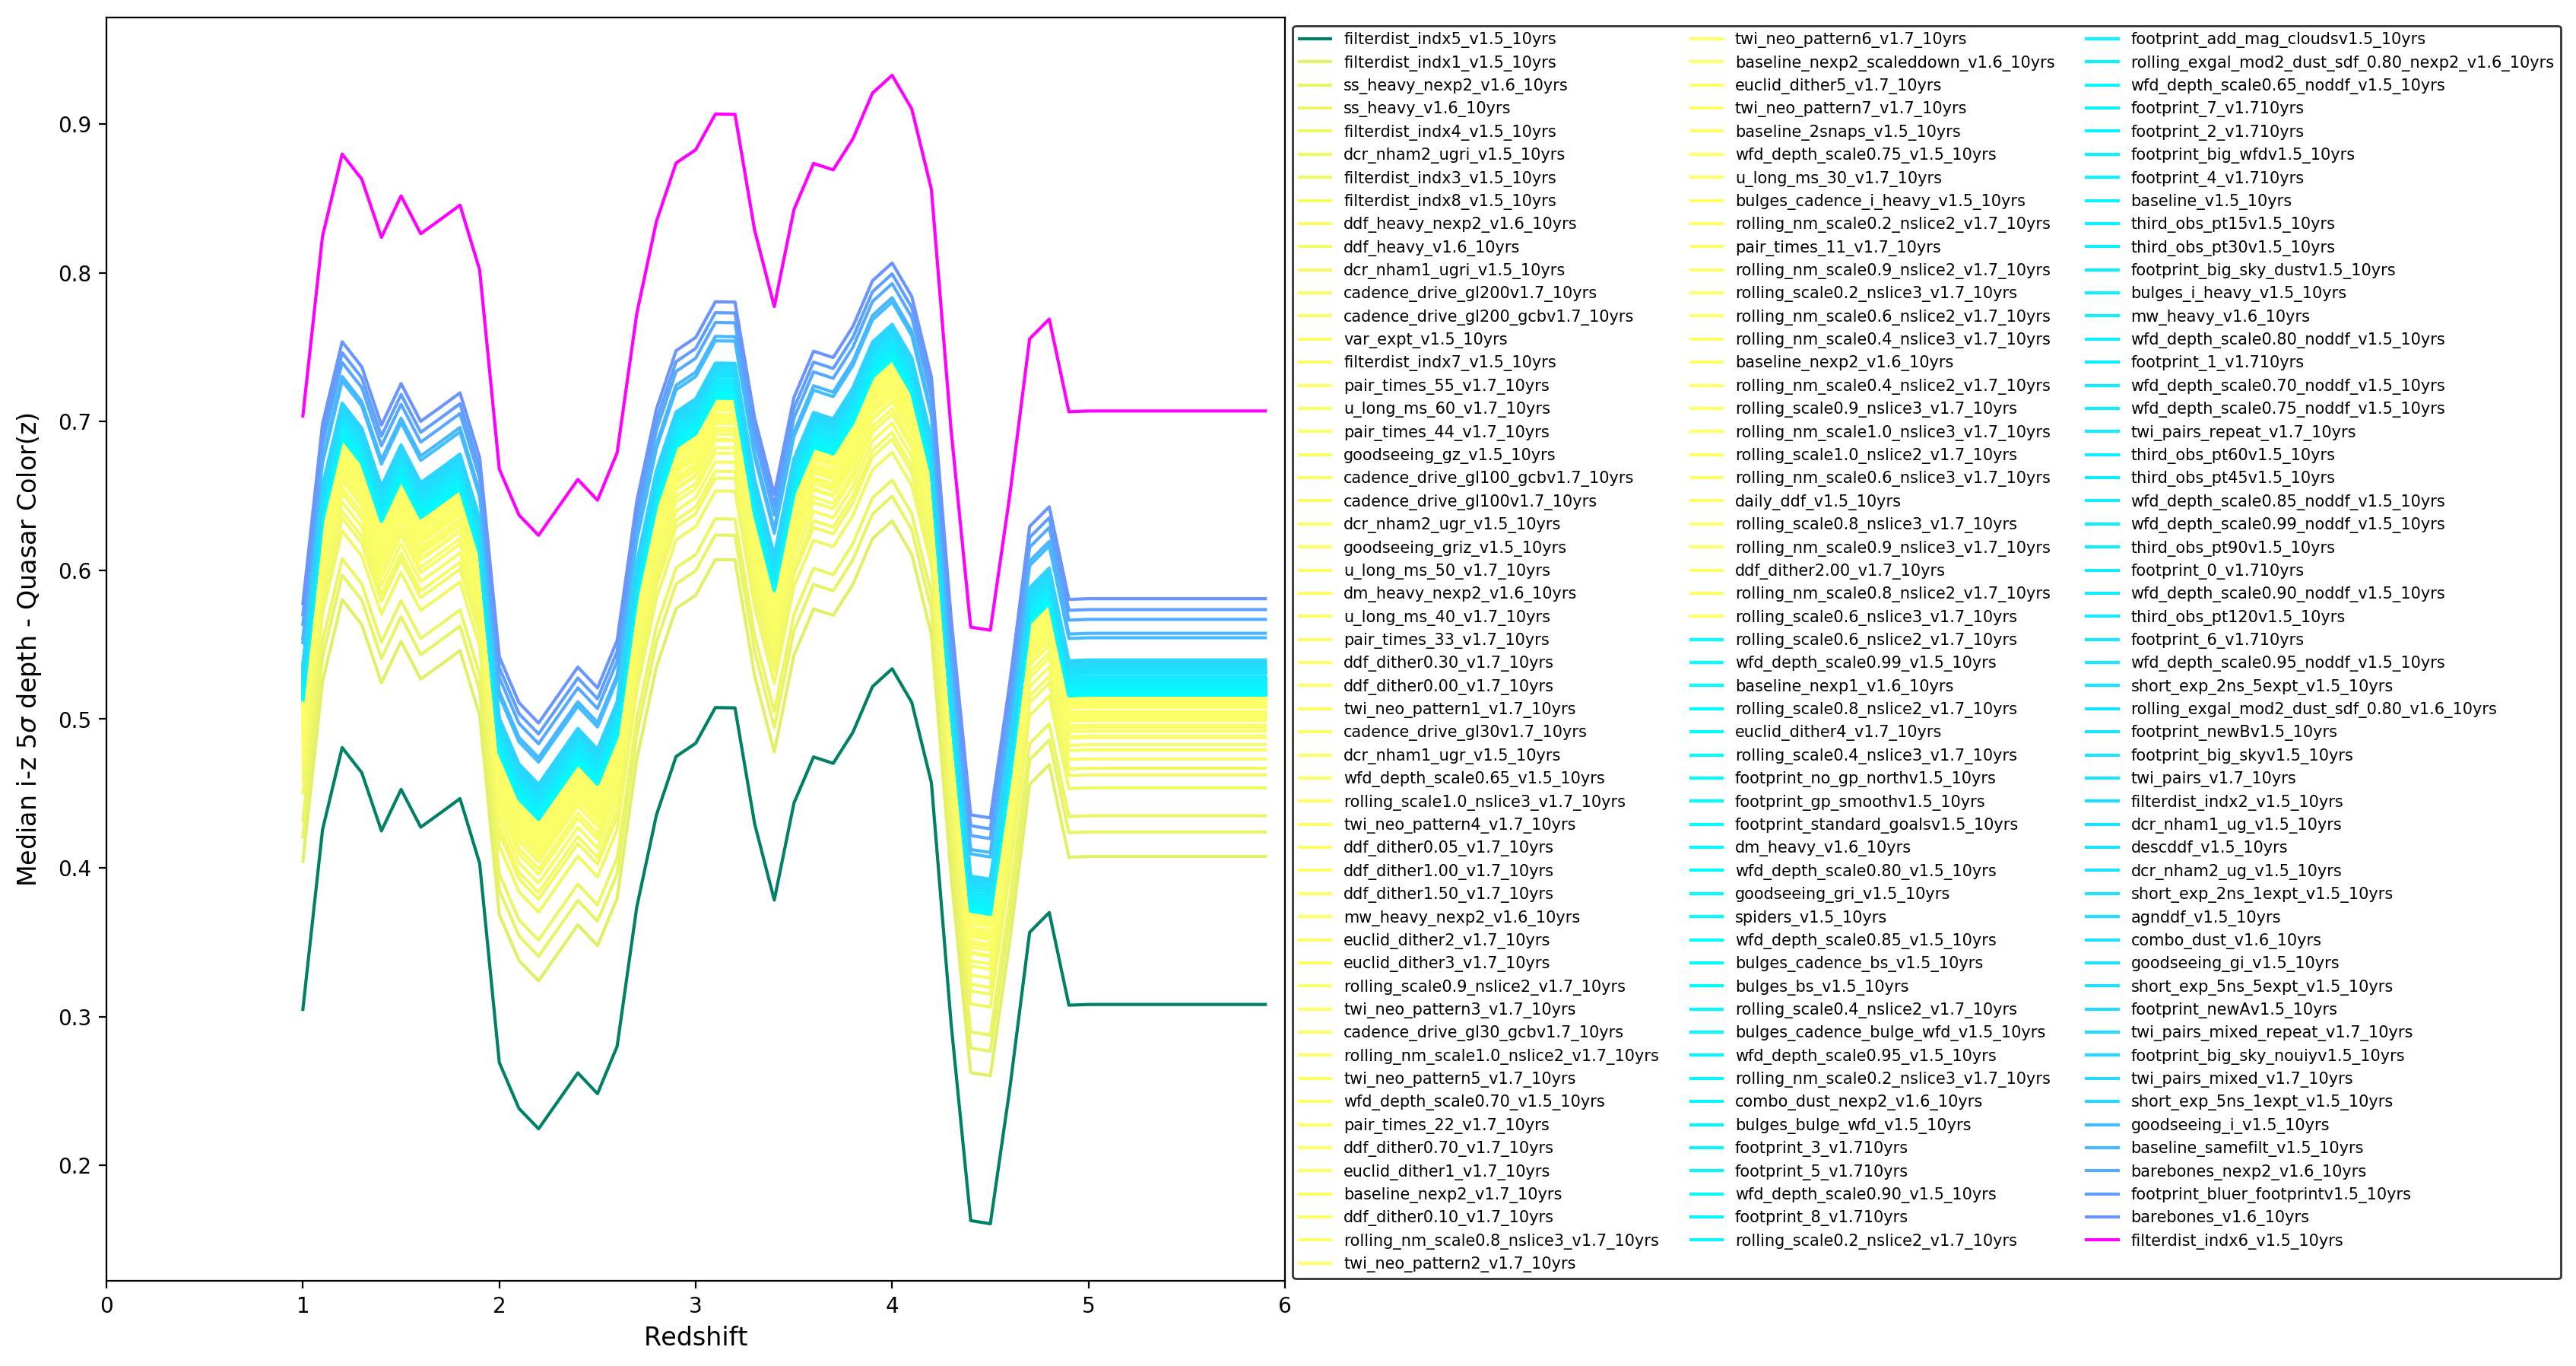 Median i-z 5σ depth - Quasar Color(z)
0.9
0.8
0.7
0.6
0.5
0.4
0.3
0.2
0
1
2
3
4
5
6
Redshift
filterdist_indx5_v1.5_10yrs
filterdist_indx1_v1.5_10yrs
ss_heavy_nexp2_v1.6_10yrs
ss_heavy_v1.6_10yrs
filterdist_indx4_v1.5_10yrs
dcr_nham2_ugri_v1.5_10yrs
filterdist_indx3_v1.5_10yrs
filterdist_indx8_v1.5_10yrs
ddf_heavy_nexp2_v1.6_10yrs
ddf_heavy_v1.6_10yrs
dcr_nham1_ugri_v1.5_10yrs
cadence_drive_gl200v1.7_10yrs
cadence_drive_gl200_gcbv1.7_10yrs
var_expt_v1.5_10yrs
filterdist_indx7_v1.5_10yrs
pair_times_55_v1.7_10yrs
u_long_ms_60_v1.7_10yrs
pair_times_44_v1.7_10yrs
goodseeing_gz_v1.5_10yrs
cadence_drive_gl100_gcbv1.7_10yrs
cadence_drive_gl100v1.7_10yrs
dcr_nham2_ugr_v1.5_10yrs
goodseeing_griz_v1.5_10yrs
u_long_ms_50_v1.7_10yrs
dm_heavy_nexp2_v1.6_10yrs
u_long_ms_40_v1.7_10yrs
pair_times_33_v1.7_10yrs
ddf_dither0.30_v1.7_10yrs
ddf_dither0.00_v1.7_10yrs
twi_neo_pattern1_v1.7_10yrs
cadence_drive_gl30v1.7_10yrs
dcr_nham1_ugr_v1.5_10yrs
wfd_depth_scale0.65_v1.5_10yrs
rolling_scale1.0_nslice3_v1.7_10yrs
twi_neo_pattern4_v1.7_10yrs
ddf_dither0.05_v1.7_10yrs
ddf_dither1.00_v1.7_10yrs
ddf_dither1.50_v1.7_10yrs
mw_heavy_nexp2_v1.6_10yrs
euclid_dither2_v1.7_10yrs
euclid_dither3_v1.7_10yrs
rolling_scale0.9_nslice2_v1.7_10yrs
twi_neo_pattern3_v1.7_10yrs
cadence_drive_gl30_gcbv1.7_10yrs
rolling_nm_scale1.0_nslice2_v1.7_10yrs
twi_neo_pattern5_v1.7_10yrs
wfd_depth_scale0.70_v1.5_10yrs
pair_times_22_v1.7_10yrs
ddf_dither0.70_v1.7_10yrs
euclid_dither1_v1.7_10yrs
baseline_nexp2_v1.7_10yrs
ddf_dither0.10_v1.7_10yrs
rolling_nm_scale0.8_nslice3_v1.7_10yrs
twi_neo_pattern2_v1.7_10yrs
twi_neo_pattern6_v1.7_10yrs
baseline_nexp2_scaleddown_v1.6_10yrs
euclid_dither5_v1.7_10yrs
twi_neo_pattern7_v1.7_10yrs
baseline_2snaps_v1.5_10yrs
wfd_depth_scale0.75_v1.5_10yrs
u_long_ms_30_v1.7_10yrs
bulges_cadence_i_heavy_v1.5_10yrs
rolling_nm_scale0.2_nslice2_v1.7_10yrs
pair_times_11_v1.7_10yrs
rolling_nm_scale0.9_nslice2_v1.7_10yrs
rolling_scale0.2_nslice3_v1.7_10yrs
rolling_nm_scale0.6_nslice2_v1.7_10yrs
rolling_nm_scale0.4_nslice3_v1.7_10yrs
baseline_nexp2_v1.6_10yrs
rolling_nm_scale0.4_nslice2_v1.7_10yrs
rolling_scale0.9_nslice3_v1.7_10yrs
rolling_nm_scale1.0_nslice3_v1.7_10yrs
rolling_scale1.0_nslice2_v1.7_10yrs
rolling_nm_scale0.6_nslice3_v1.7_10yrs
daily_ddf_v1.5_10yrs
rolling_scale0.8_nslice3_v1.7_10yrs
rolling_nm_scale0.9_nslice3_v1.7_10yrs
ddf_dither2.00_v1.7_10yrs
rolling_nm_scale0.8_nslice2_v1.7_10yrs
rolling_scale0.6_nslice3_v1.7_10yrs
rolling_scale0.6_nslice2_v1.7_10yrs
wfd_depth_scale0.99_v1.5_10yrs
baseline_nexp1_v1.6_10yrs
rolling_scale0.8_nslice2_v1.7_10yrs
euclid_dither4_v1.7_10yrs
rolling_scale0.4_nslice3_v1.7_10yrs
footprint_no_gp_northv1.5_10yrs
footprint_gp_smoothv1.5_10yrs
footprint_standard_goalsv1.5_10yrs
dm_heavy_v1.6_10yrs
wfd_depth_scale0.80_v1.5_10yrs
goodseeing_gri_v1.5_10yrs
spiders_v1.5_10yrs
wfd_depth_scale0.85_v1.5_10yrs
bulges_cadence_bs_v1.5_10yrs
bulges_bs_v1.5_10yrs
rolling_scale0.4_nslice2_v1.7_10yrs
bulges_cadence_bulge_wfd_v1.5_10yrs
wfd_depth_scale0.95_v1.5_10yrs
rolling_nm_scale0.2_nslice3_v1.7_10yrs
combo_dust_nexp2_v1.6_10yrs
bulges_bulge_wfd_v1.5_10yrs
footprint_3_v1.710yrs
footprint_5_v1.710yrs
wfd_depth_scale0.90_v1.5_10yrs
footprint_8_v1.710yrs
rolling_scale0.2_nslice2_v1.7_10yrs
footprint_add_mag_cloudsv1.5_10yrs
rolling_exgal_mod2_dust_sdf_0.80_nexp2_v1.6_10yrs
wfd_depth_scale0.65_noddf_v1.5_10yrs
footprint_7_v1.710yrs
footprint_2_v1.710yrs
footprint_big_wfdv1.5_10yrs
footprint_4_v1.710yrs
baseline_v1.5_10yrs
third_obs_pt15v1.5_10yrs
third_obs_pt30v1.5_10yrs
footprint_big_sky_dustv1.5_10yrs
bulges_i_heavy_v1.5_10yrs
mw_heavy_v1.6_10yrs
wfd_depth_scale0.80_noddf_v1.5_10yrs
footprint_1_v1.710yrs
wfd_depth_scale0.70_noddf_v1.5_10yrs
wfd_depth_scale0.75_noddf_v1.5_10yrs
twi_pairs_repeat_v1.7_10yrs
third_obs_pt60v1.5_10yrs
third_obs_pt45v1.5_10yrs
wfd_depth_scale0.85_noddf_v1.5_10yrs
wfd_depth_scale0.99_noddf_v1.5_10yrs
third_obs_pt90v1.5_10yrs
footprint_0_v1.710yrs
wfd_depth_scale0.90_noddf_v1.5_10yrs
third_obs_pt120v1.5_10yrs
footprint_6_v1.710yrs
wfd_depth_scale0.95_noddf_v1.5_10yrs
short_exp_2ns_5expt_v1.5_10yrs
rolling_exgal_mod2_dust_sdf_0.80_v1.6_10yrs
footprint_newBv1.5_10yrs
footprint_big_skyv1.5_10yrs
twi_pairs_v1.7_10yrs
filterdist_indx2_v1.5_10yrs
dcr_nham1_ug_v1.5_10yrs
descddf_v1.5_10yrs
dcr_nham2_ug_v1.5_10yrs
short_exp_2ns_1expt_v1.5_10yrs
agnddf_v1.5_10yrs
combo_dust_v1.6_10yrs
goodseeing_gi_v1.5_10yrs
short_exp_5ns_5expt_v1.5_10yrs
footprint_newAv1.5_10yrs
twi_pairs_mixed_repeat_v1.7_10yrs
footprint_big_sky_nouiyv1.5_10yrs
twi_pairs_mixed_v1.7_10yrs
short_exp_5ns_1expt_v1.5_10yrs
goodseeing_i_v1.5_10yrs
baseline_samefilt_v1.5_10yrs
barebones_nexp2_v1.6_10yrs
footprint_bluer_footprintv1.5_10yrs
barebones_v1.6_10yrs
filterdist_indx6_v1.5_10yrs